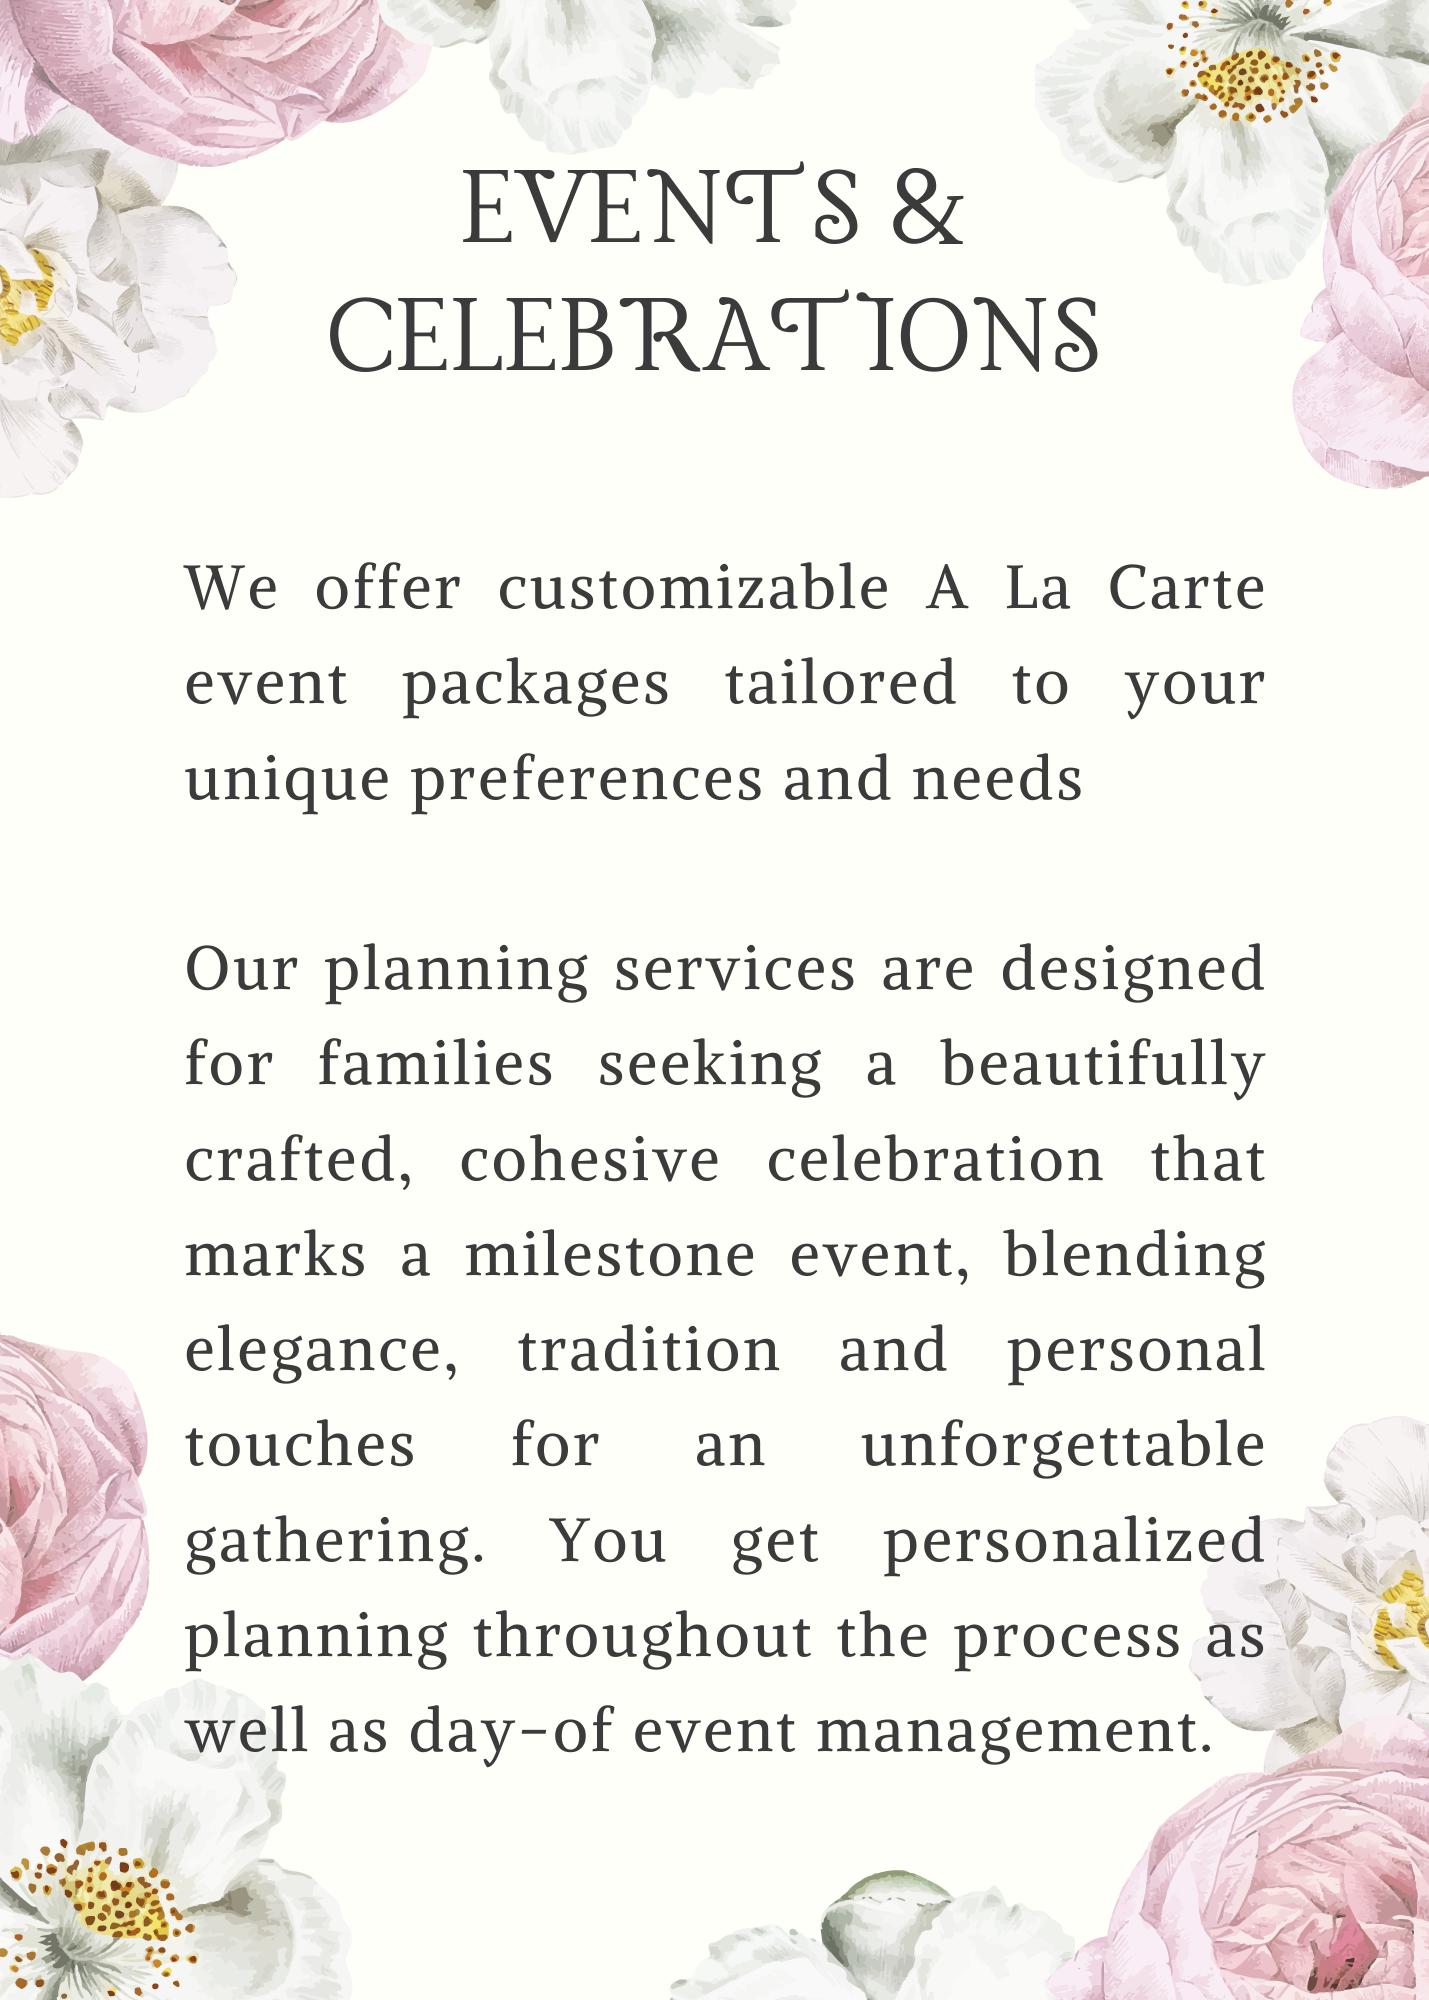 EVENTS &
CELEBRATIONS
We offer customizable A La Carte
event packages tailored to your
unique preferences and needs
Our planning services are designed
for families seeking a beautifully
crafted, cohesive celebration that
marks a milestone event, blending
elegance, tradition and personal
touches for an unforgettable
gathering. You get personalized
planning throughout the process as
well as day-of event management.